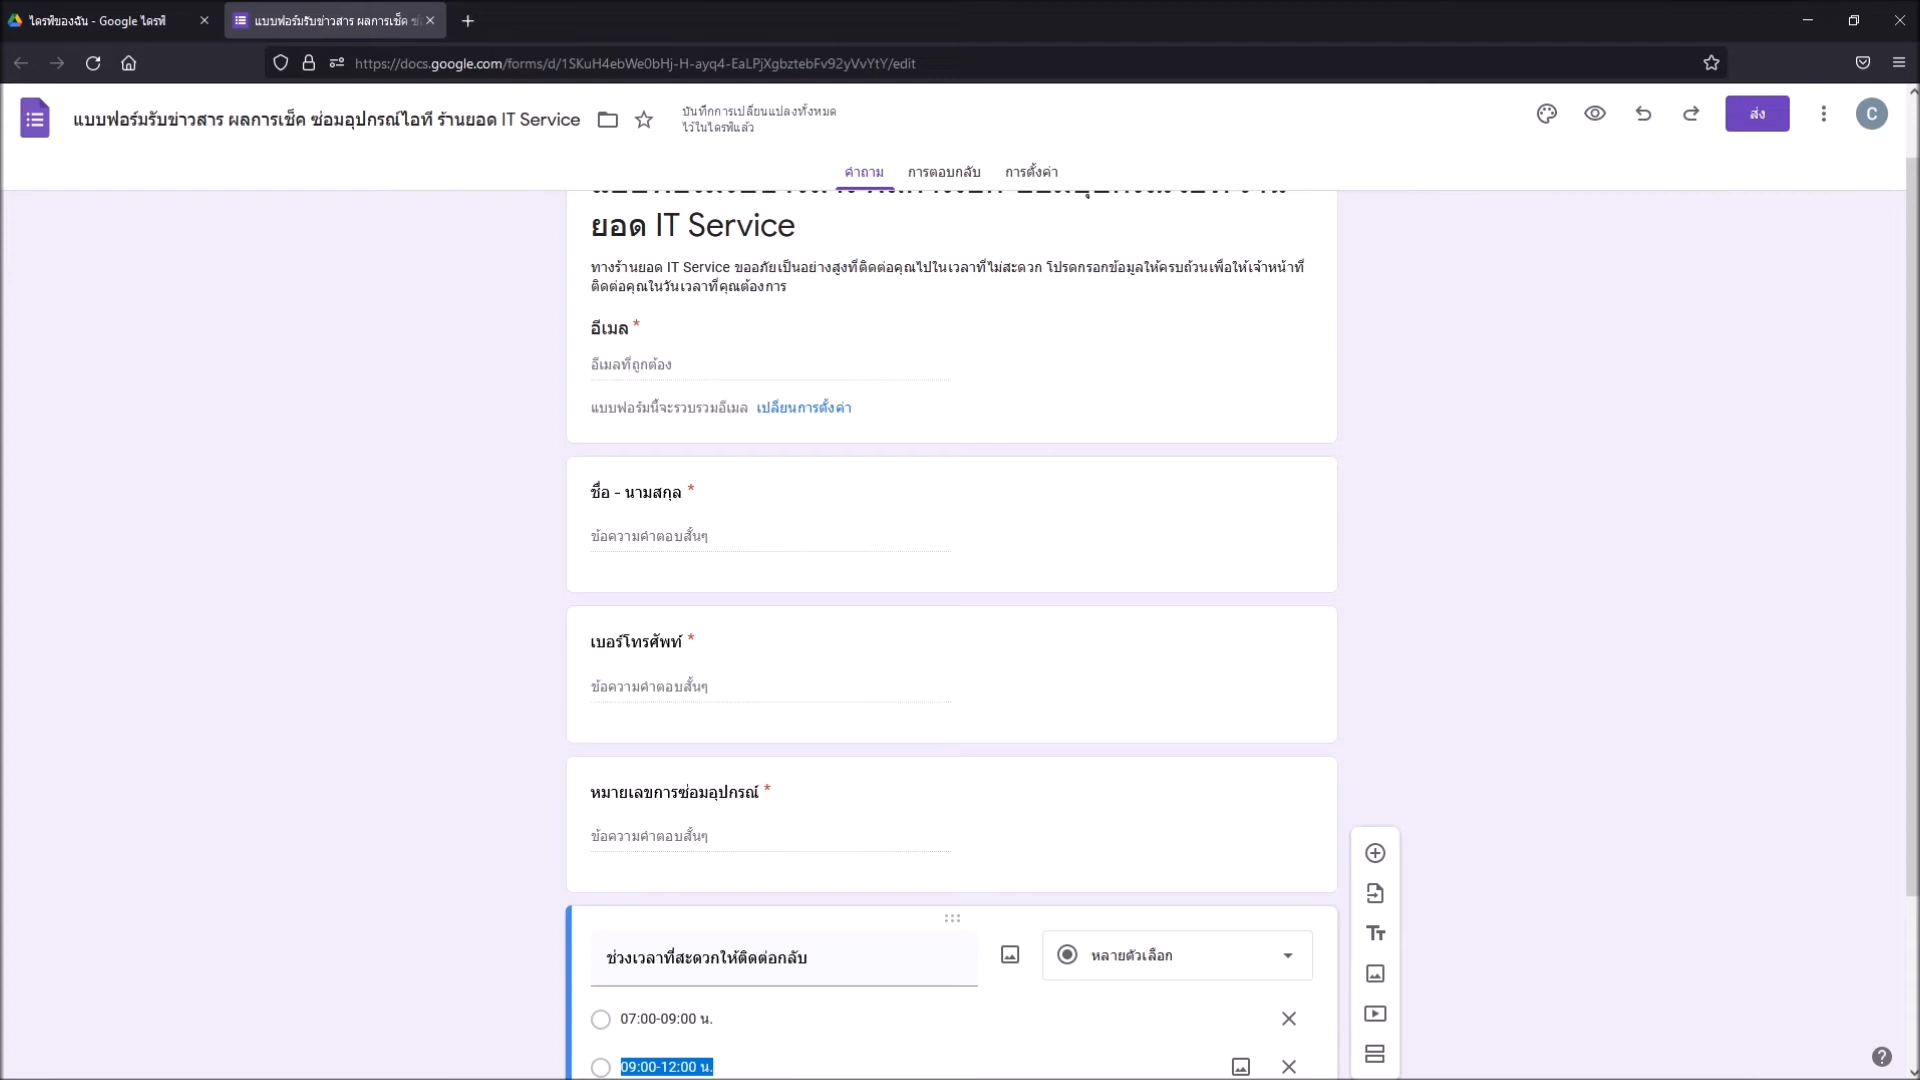 ไดรฟ์ของฉัน - Google ไดรฟ์
แบบฟอร์มรับข่าวสาร ผลการเช็ค ซ่
https://docs.google.com/forms/d/1SKuH4ebWe0bHj-H-ayq4-EaLPjXgbztebFv92yVvYtY/edit
แบบฟอร์มรับข่าวสาร ผลการเช็ค ซ่อมอุปกรณ์ไอที ร้านยอด IT Service
บันทึกการเปลี่ยนแปลงทั้งหมด
ไว้ในไดรฟ์แล้ว
ส่ง
C
คำถาม
การตอบกลับ
การตั้งค่า
ยอด IT Service
ทางร้านยอด IT Service ขออภัยเป็นอย่างสูงที่ติดต่อคุณไปในเวลาที่ไม่สะดวก โปรดกรอกข้อมูลให้ครบถ้วนเพื่อให้เจ้าหน้าที่
ติดต่อคุณในวันเวลาที่คุณต้องการ
อีเมล *
อีเมลที่ถูกต้อง
แบบฟอร์มนี้จะรวบรวมอีเมล เปลี่ยนการตั้งค่า
ชื่อ - นามสกุล *
ข้อความคำตอบสั้นๆ
เบอร์โทรศัพท์ *
ข้อความคำตอบสั้นๆ
หมายเลขการซ่อมอุปกรณ์ *
ข้อความคำตอบสั้นๆ
ช่วงเวลาที่สะดวกให้ติดต่อกลับ
หลายตัวเลือก
07:00-09:00 น.
09:00-12:00 น.